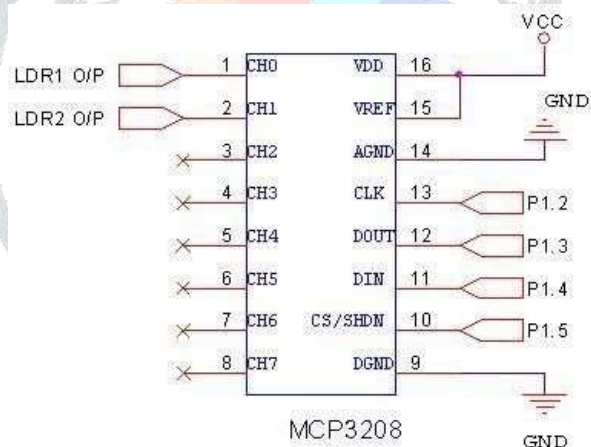 VCC
LDR1 O/P 1 CH0 VDD 16
GND
LDR2 O/P 2 CH1 VREF 15
3 CH2 AGND 14
4 CH3 CLK 13 P1.2
5 CH4 DOUT 12 P1.3
6 CH5 DIN 11 P1.4
7 CH6 CS/SHDN 10 P1.5
8 CH7 DGND 9
MCP3208
GND